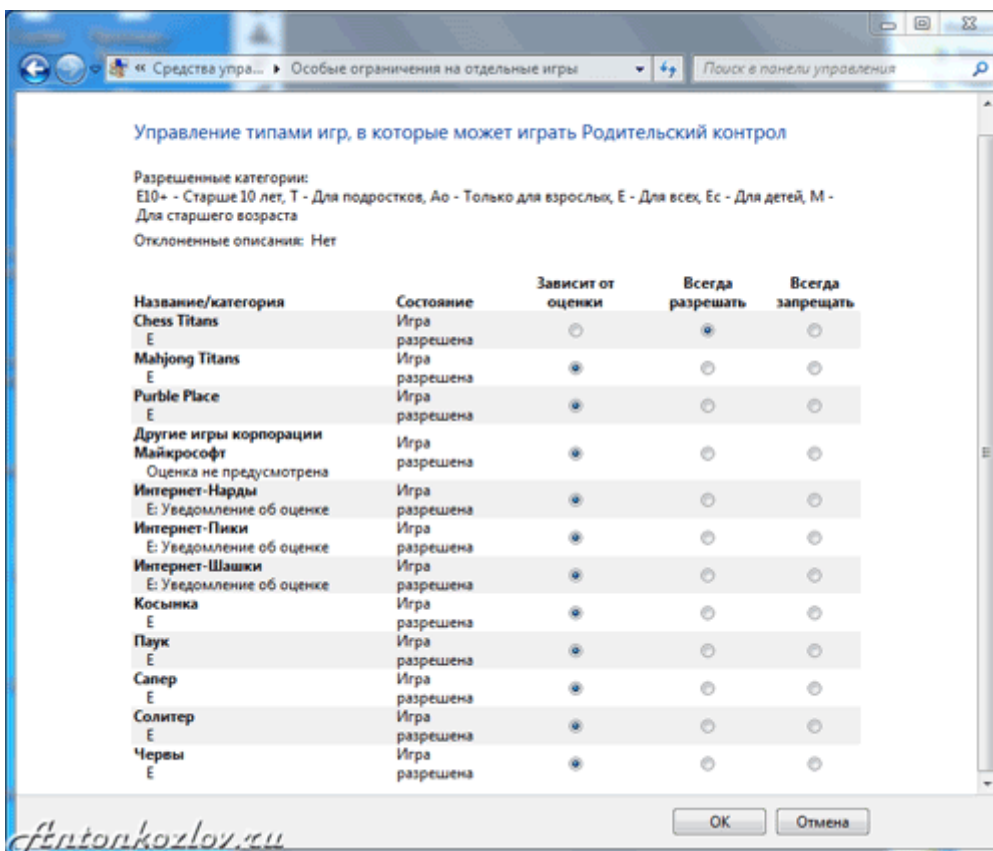 « Средства упра... ▸ Особые ограничения на отдельные игры
Поиск в панели управления
Управление типами игр, в которые может играть Родительский контрол
Разрешенные категории:
E10+ - Старше 10 лет, T - Для подростков, Ao - Только для взрослых, E - Для всех, Ec - Для детей, M -
Для старшего возраста
Отклоненные описания: Нет
Название/категория Состояние Зависит от оценки Всегда разрешать Всегда запрещать
Chess Titans
E
Игра
разрешена
Mahjong Titans
E
Игра
разрешена
Purble Place
E
Игра
разрешена
Другие игры корпорации
Майкрософт
Оценка не предусмотрена
Игра
разрешена
Интернет-Нарды
E: Уведомление об оценке
Игра
разрешена
Интернет-Пики
E: Уведомление об оценке
Игра
разрешена
Интернет-Шашки
E: Уведомление об оценке
Игра
разрешена
Косынка
E
Игра
разрешена
Паук
E
Игра
разрешена
Сапер
E
Игра
разрешена
Солитер
E
Игра
разрешена
Червы
E
Игра
разрешена
OK
Отмена
Antonkozlov.ru